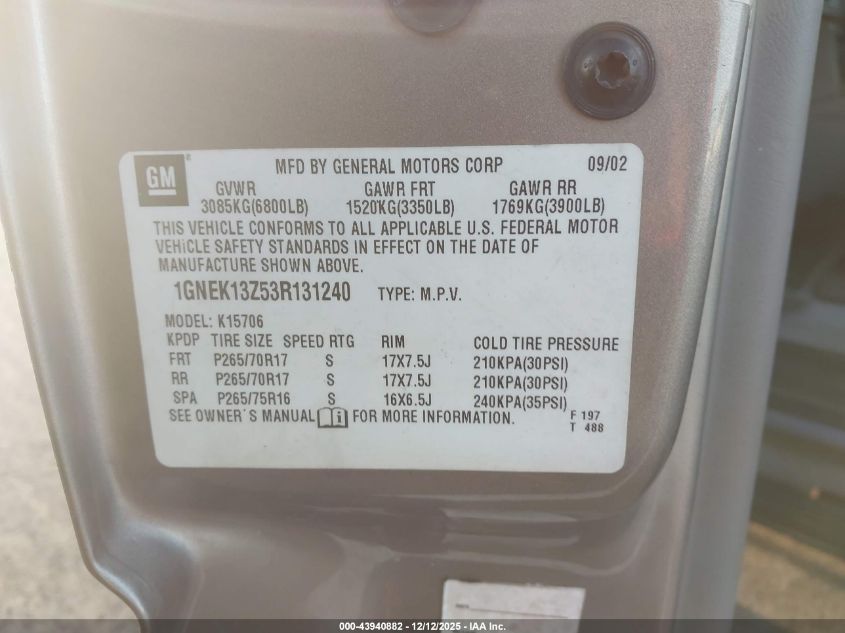 GM
MFD BY GENERAL MOTORS CORP 09/02
GVWR GAWR FRT GAWR RR
3085KG(6800LB) 1520KG(3350LB) 1769KG(3900LB)
THIS VEHICLE CONFORMS TO ALL APPLICABLE U.S. FEDERAL MOTOR
VEHICLE SAFETY STANDARDS IN EFFECT ON THE DATE OF
MANUFACTURE SHOWN ABOVE.
1GNEK13Z53R131240 TYPE: M.P.V.
MODEL: K15706
KPDP TIRE SIZE SPEED RTG RIM COLD TIRE PRESSURE
FRT P265/70R17 S 17X7.5J 210KPA(30PSI)
RR P265/70R17 S 17X7.5J 210KPA(30PSI)
SPA P265/75R16 S 16X6.5J 240KPA(35PSI)
SEE OWNER'S MANUAL FOR MORE INFORMATION. F 197
T 488
000-43940882 - 12/12/2025 - IAA Inc.